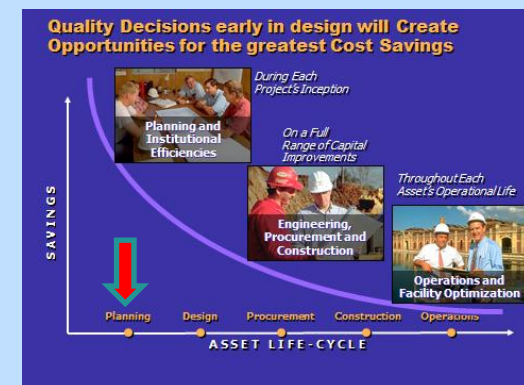 Quality Decisions early in design will Create
Opportunities for the greatest Cost Savings
During Each
Project's Inception
Planning and
Institutional
Efficiencies
On a Full
Range of Capital
Improvements
Engineering,
Procurement and
Construction
Throughout Each
Asset's Operational Life
Operations and
Facility Optimization
SAVINGS
Planning
Design
Procurement
Construction
Operations
ASSET LIFE-CYCLE